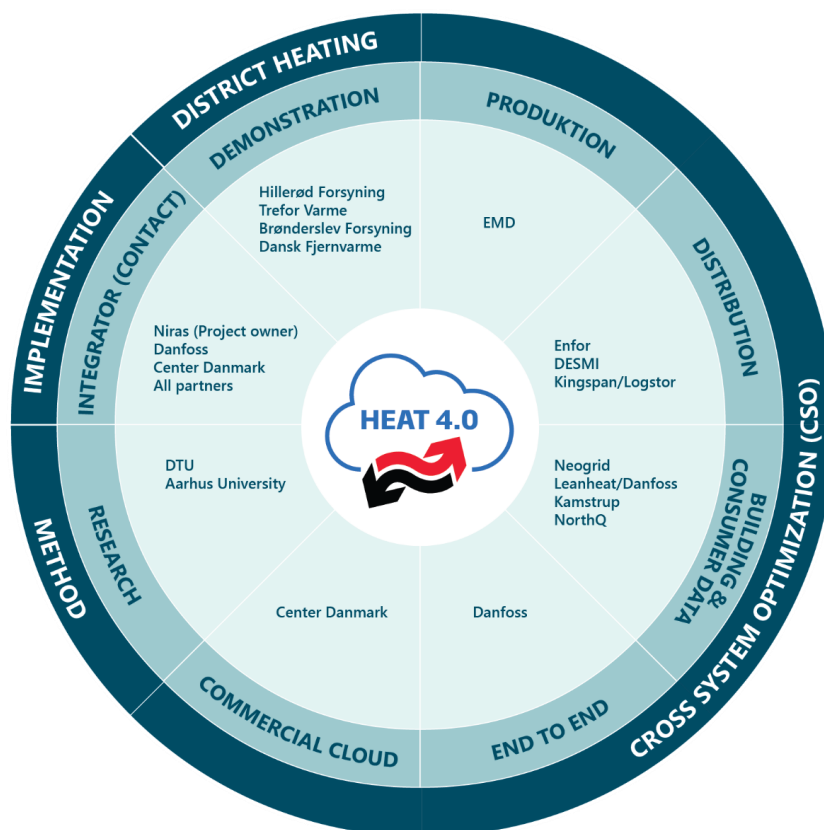 DISTRICT HEATING
DEMONSTRATION
Hillerød Forsyning
Trefor Varme
Brønderslev Forsyning
Dansk Fjernvarme
PRODUKTION
EMD
DISTRIBUTION
Enfor
DESMI
Kingspan/Logstor
BUILDING &
CONSUMER DATA
Neogrid
Leanheat/Danfoss
Kamstrup
NorthQ
CROSS SYSTEM OPTIMIZATION (CSO)
END TO END
Danfoss
COMMERCIAL CLOUD
Center Danmark
METHOD
RESEARCH
DTU
Aarhus University
IMPLEMENTATION
INTEGRATOR (CONTACT)
Niras (Project owner)
Danfoss
Center Danmark
All partners
HEAT 4.0